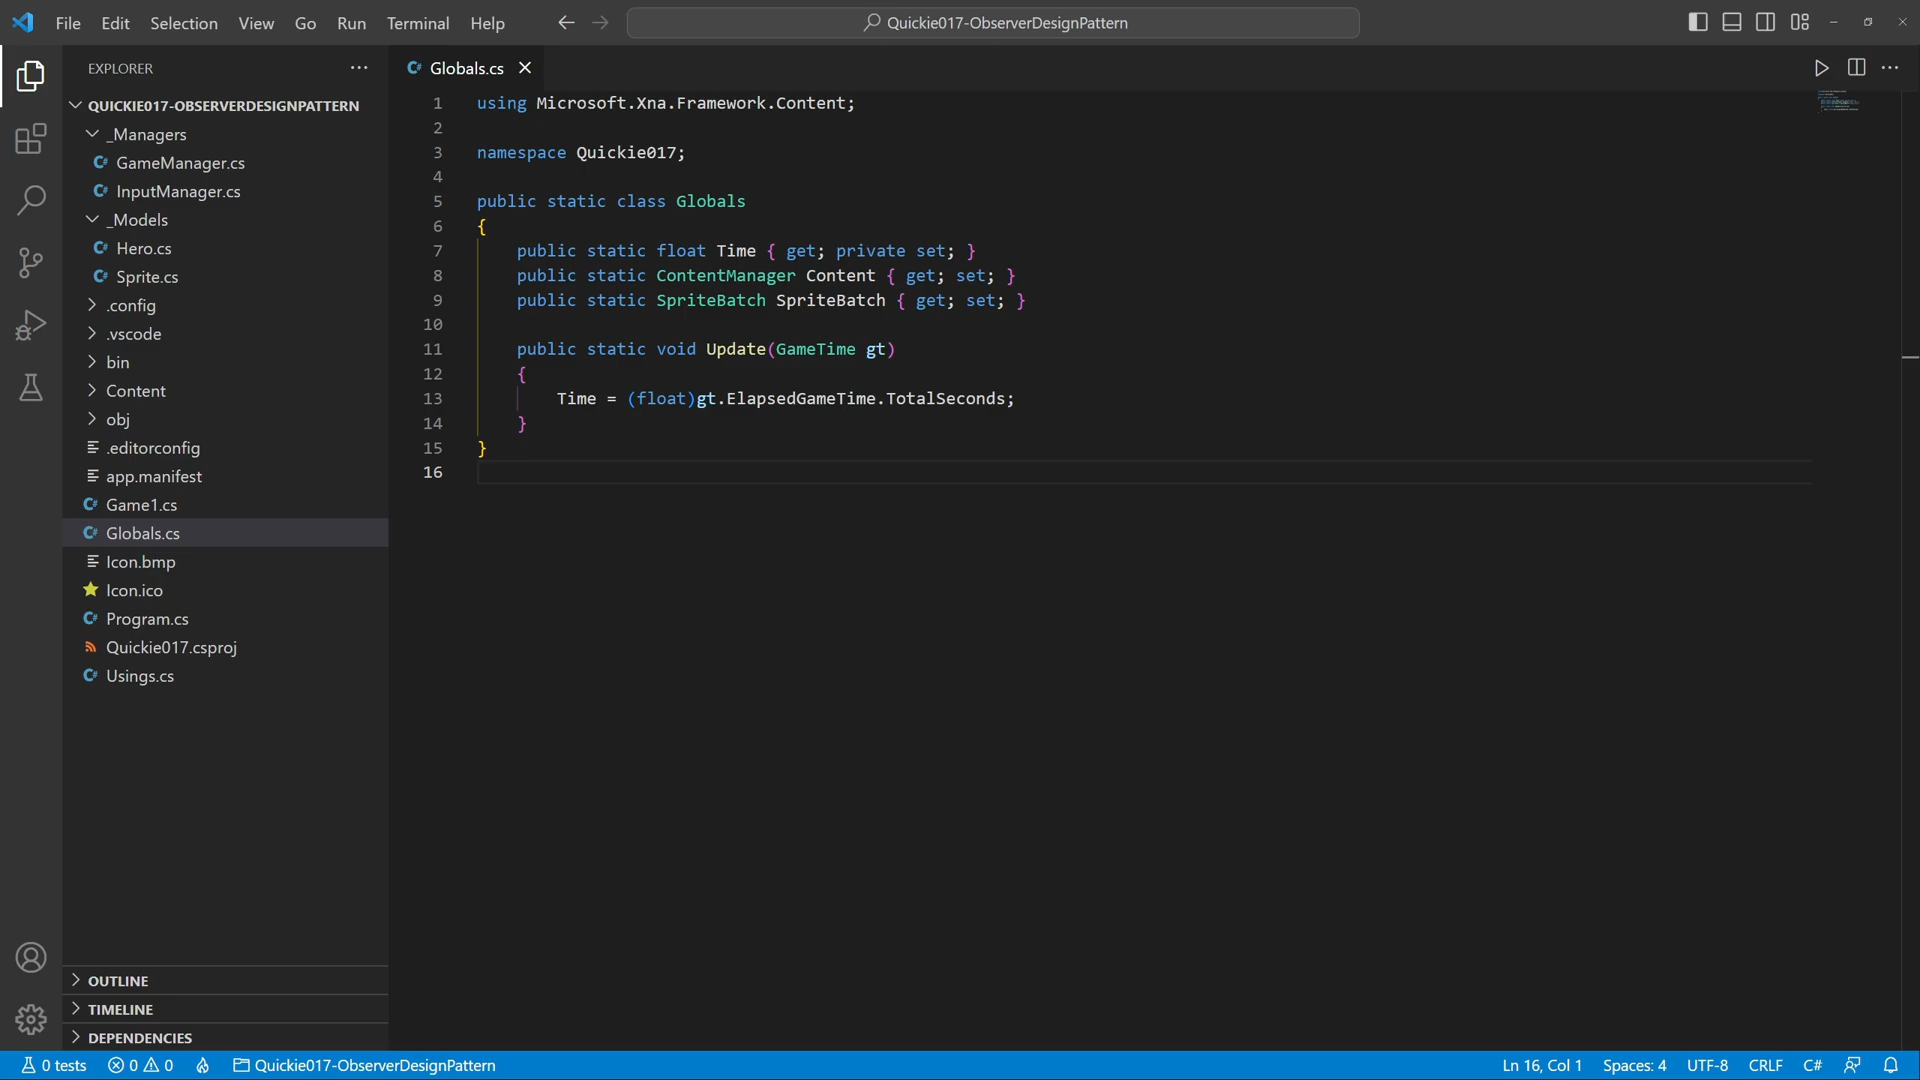 File Edit Selection View Go Run Terminal Help
Quickie017-ObserverDesignPattern
EXPLORER
QUICKIE017-OBSERVERDESIGNPATTERN
_Managers
C# GameManager.cs
C# InputManager.cs
_Models
C# Hero.cs
C# Sprite.cs
.config
.vscode
bin
Content
obj
.editorconfig
app.manifest
C# Game1.cs
C# Globals.cs
Icon.bmp
Icon.ico
C# Program.cs
Quickie017.csproj
C# Usings.cs
OUTLINE
TIMELINE
DEPENDENCIES
C# Globals.cs
1 using Microsoft.Xna.Framework.Content;
2
3 namespace Quickie017;
4
5 public static class Globals
6 {
7     public static float Time { get; private set; }
8     public static ContentManager Content { get; set; }
9     public static SpriteBatch SpriteBatch { get; set; }
10
11     public static void Update(GameTime gt)
12     {
13         Time = (float)gt.ElapsedGameTime.TotalSeconds;
14     }
15 }
16
0 tests 0 0 Quickie017-ObserverDesignPattern Ln 16, Col 1 Spaces: 4 UTF-8 CRLF C#